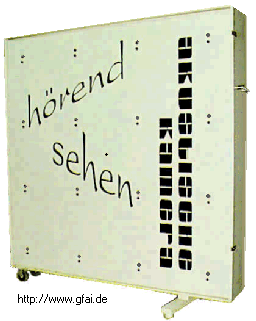 hörend
sehen
akustische
kamera
http://www.gfai.de